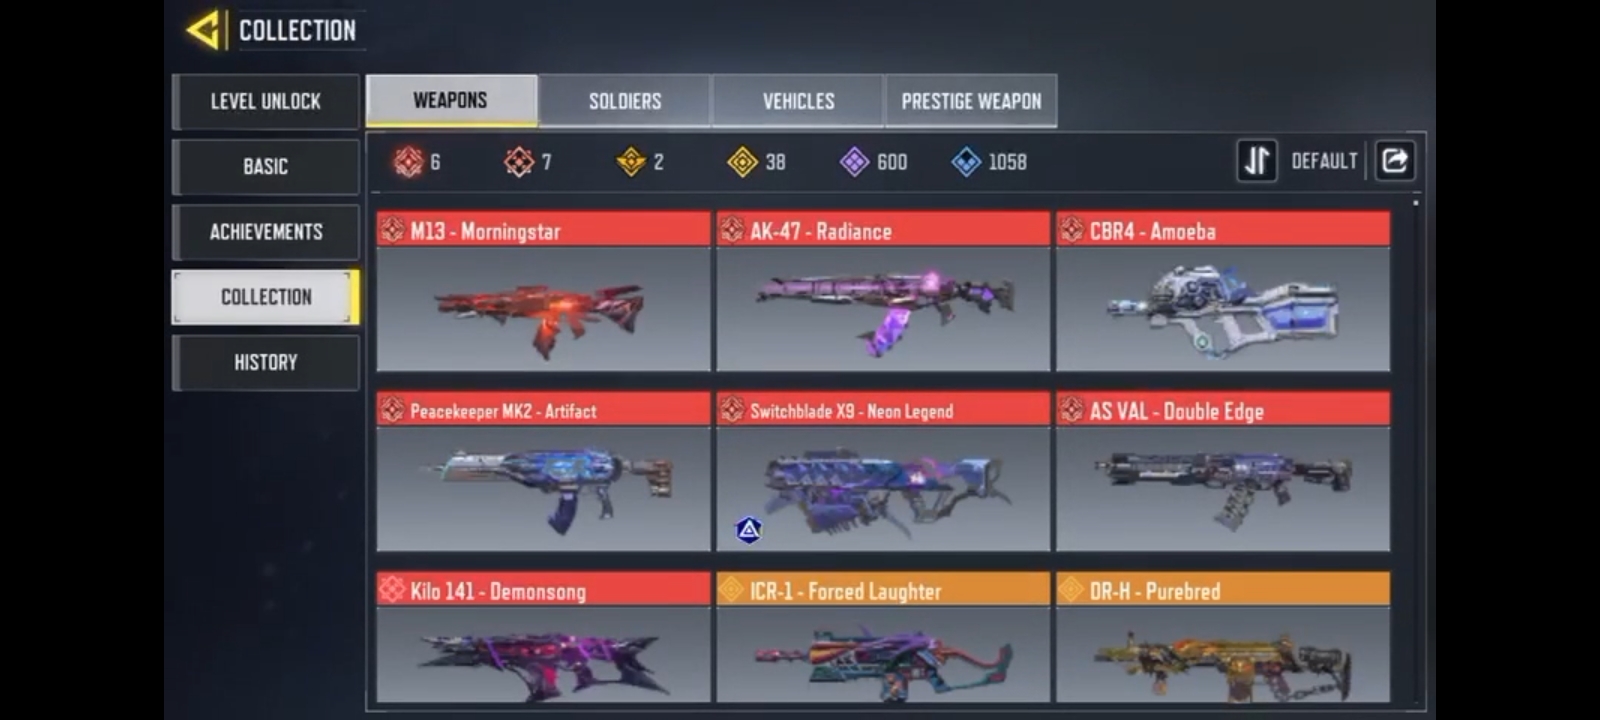 COLLECTION
LEVEL UNLOCK
BASIC
ACHIEVEMENTS
COLLECTION
HISTORY
WEAPONS SOLDIERS VEHICLES PRESTIGE WEAPON
6 7 2 38 600 1058 DEFAULT
M13 - Morningstar AK-47 - Radiance CBR4 - Amoeba
Peacekeeper MK2 - Artifact Switchblade X9 - Neon Legend AS VAL - Double Edge
Kilo 141 - Demonsong ICR-1 - Forced Laughter DR-H - Purebred